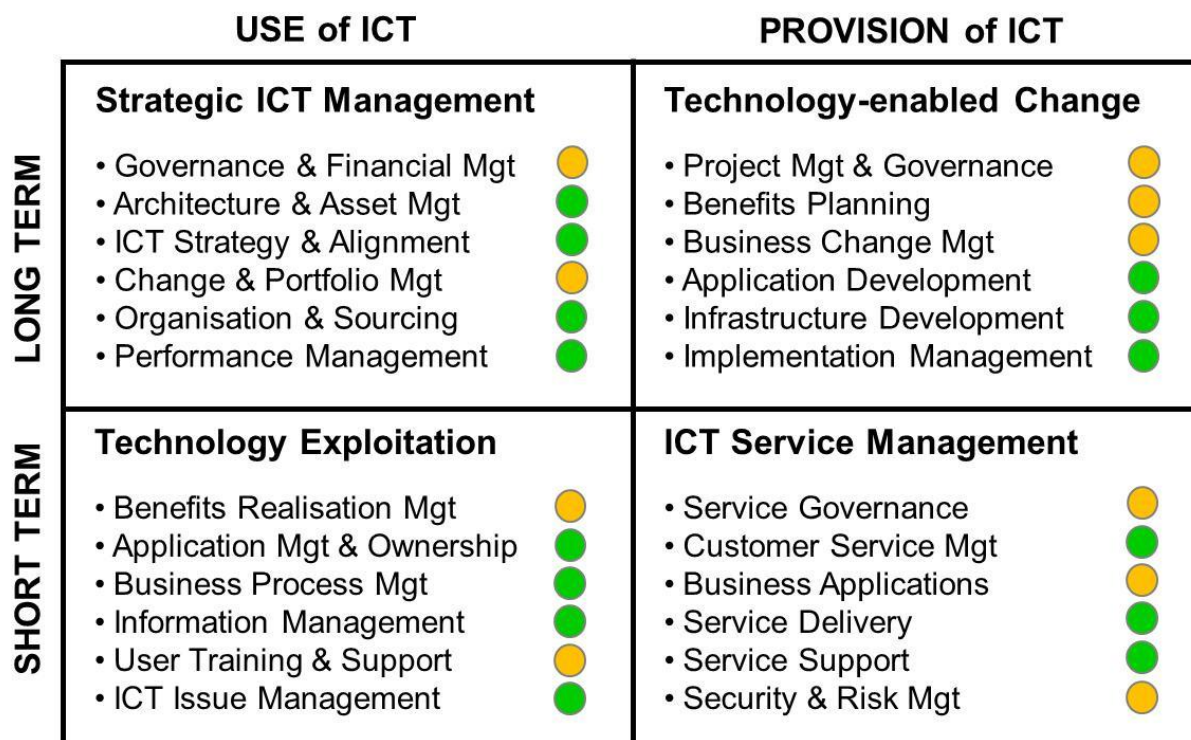 USE of ICT
PROVISION of ICT
LONG TERM
Strategic ICT Management
• Governance & Financial Mgt
• Architecture & Asset Mgt
• ICT Strategy & Alignment
• Change & Portfolio Mgt
• Organisation & Sourcing
• Performance Management
Technology-enabled Change
• Project Mgt & Governance
• Benefits Planning
• Business Change Mgt
• Application Development
• Infrastructure Development
• Implementation Management
SHORT TERM
Technology Exploitation
• Benefits Realisation Mgt
• Application Mgt & Ownership
• Business Process Mgt
• Information Management
• User Training & Support
• ICT Issue Management
ICT Service Management
• Service Governance
• Customer Service Mgt
• Business Applications
• Service Delivery
• Service Support
• Security & Risk Mgt